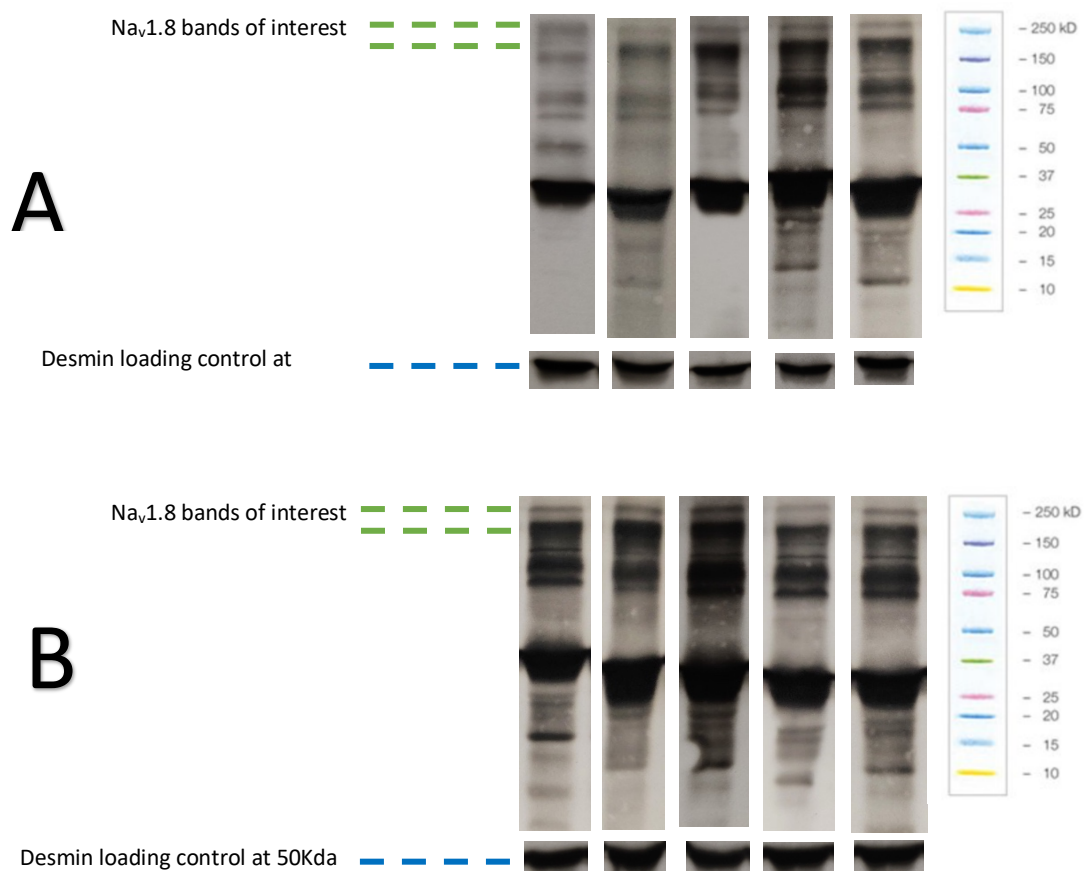 Naᵥ1.8 bands of interest
250 kD
150
100
75
50
37
25
20
15
10
A
Desmin loading control at
Naᵥ1.8 bands of interest
250 kD
150
100
75
50
37
25
20
15
10
B
Desmin loading control at 50Kda